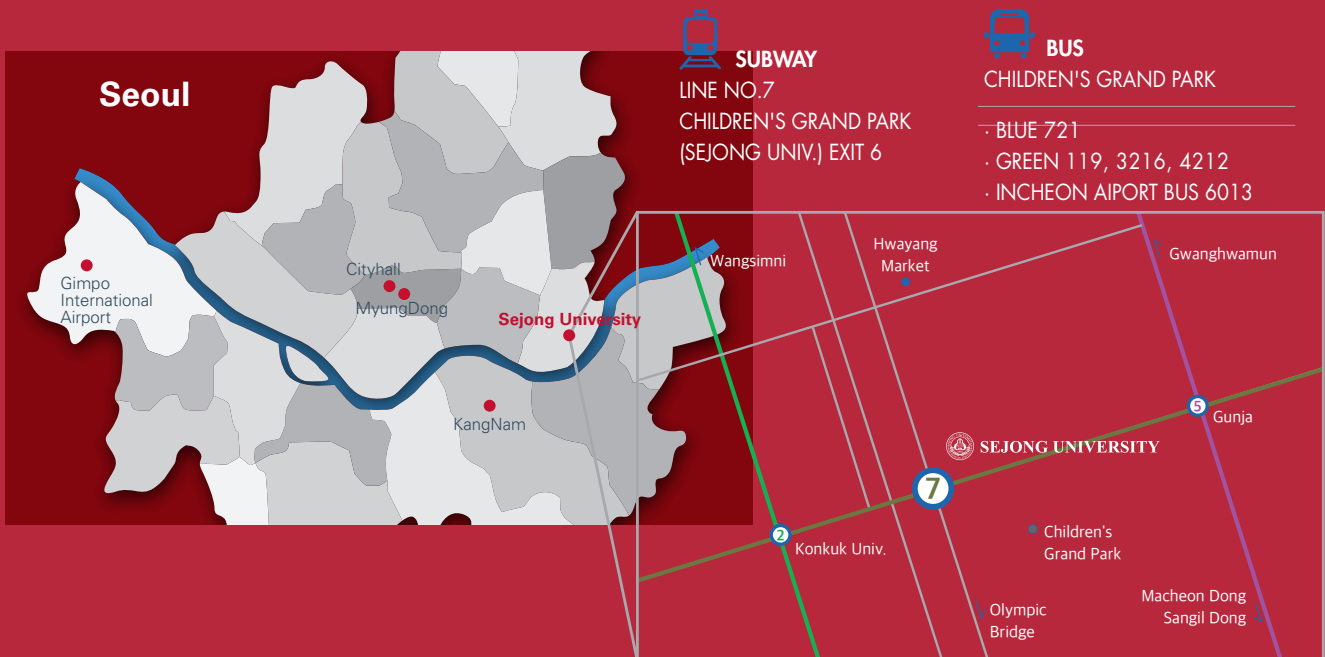 Seoul
Gimpo
International
Airport
Cityhall
MyungDong
Sejong University
KangNam
SUBWAY
LINE NO.7
CHILDREN'S GRAND PARK
(SEJONG UNIV.) EXIT 6
BUS
CHILDREN'S GRAND PARK
· BLUE 721
· GREEN 119, 3216, 4212
· INCHEON AIPORT BUS 6013
Wangsimni
Hwayang
Market
Gwanghwamun
5
Gunja
SEJONG UNIVERSITY
7
2
Konkuk Univ.
Children's
Grand Park
Olympic
Bridge
Macheon Dong
Sangil Dong